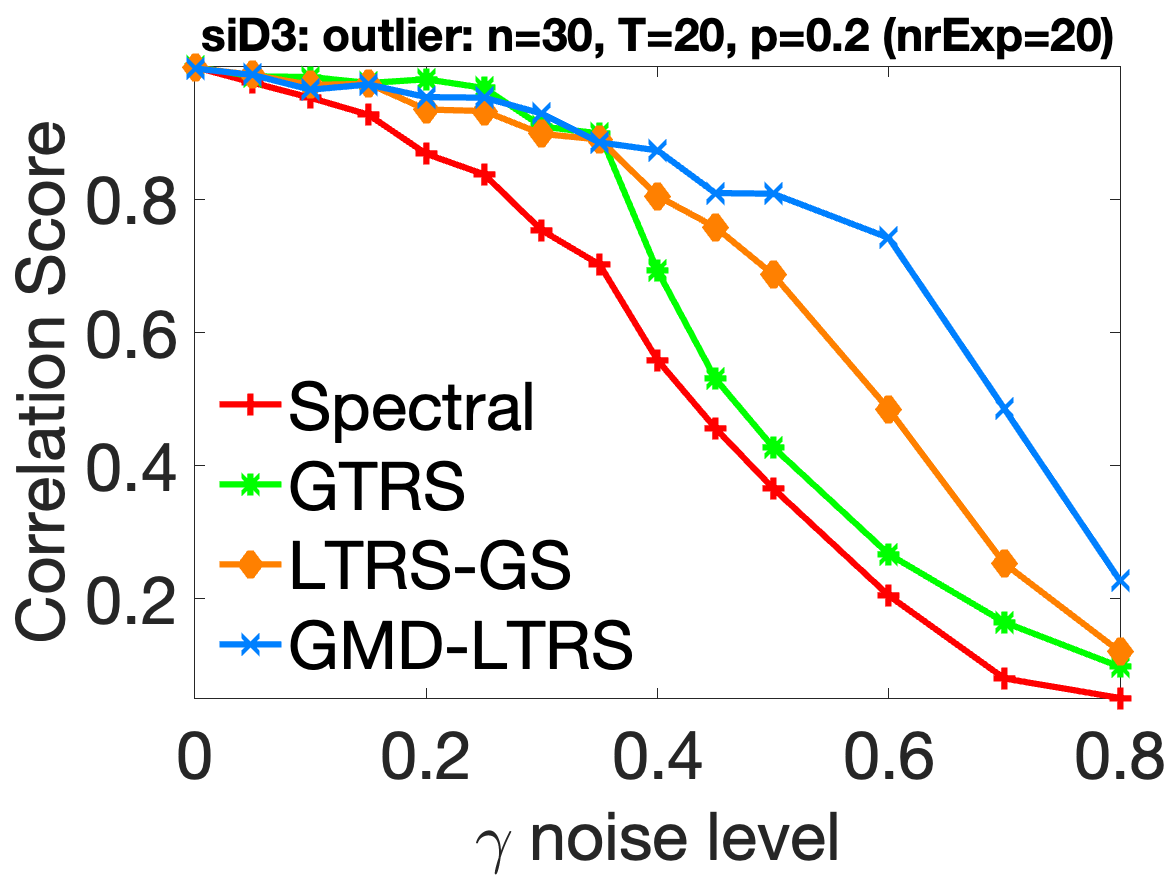 siD3: outlier: n=30, T=20, p=0.2 (nrExp=20)
Correlation Score
0.8
0.6
0.4
0.2
Spectral
GTRS
LTRS-GS
GMD-LTRS
0 0.2 0.4 0.6 0.8
γ noise level